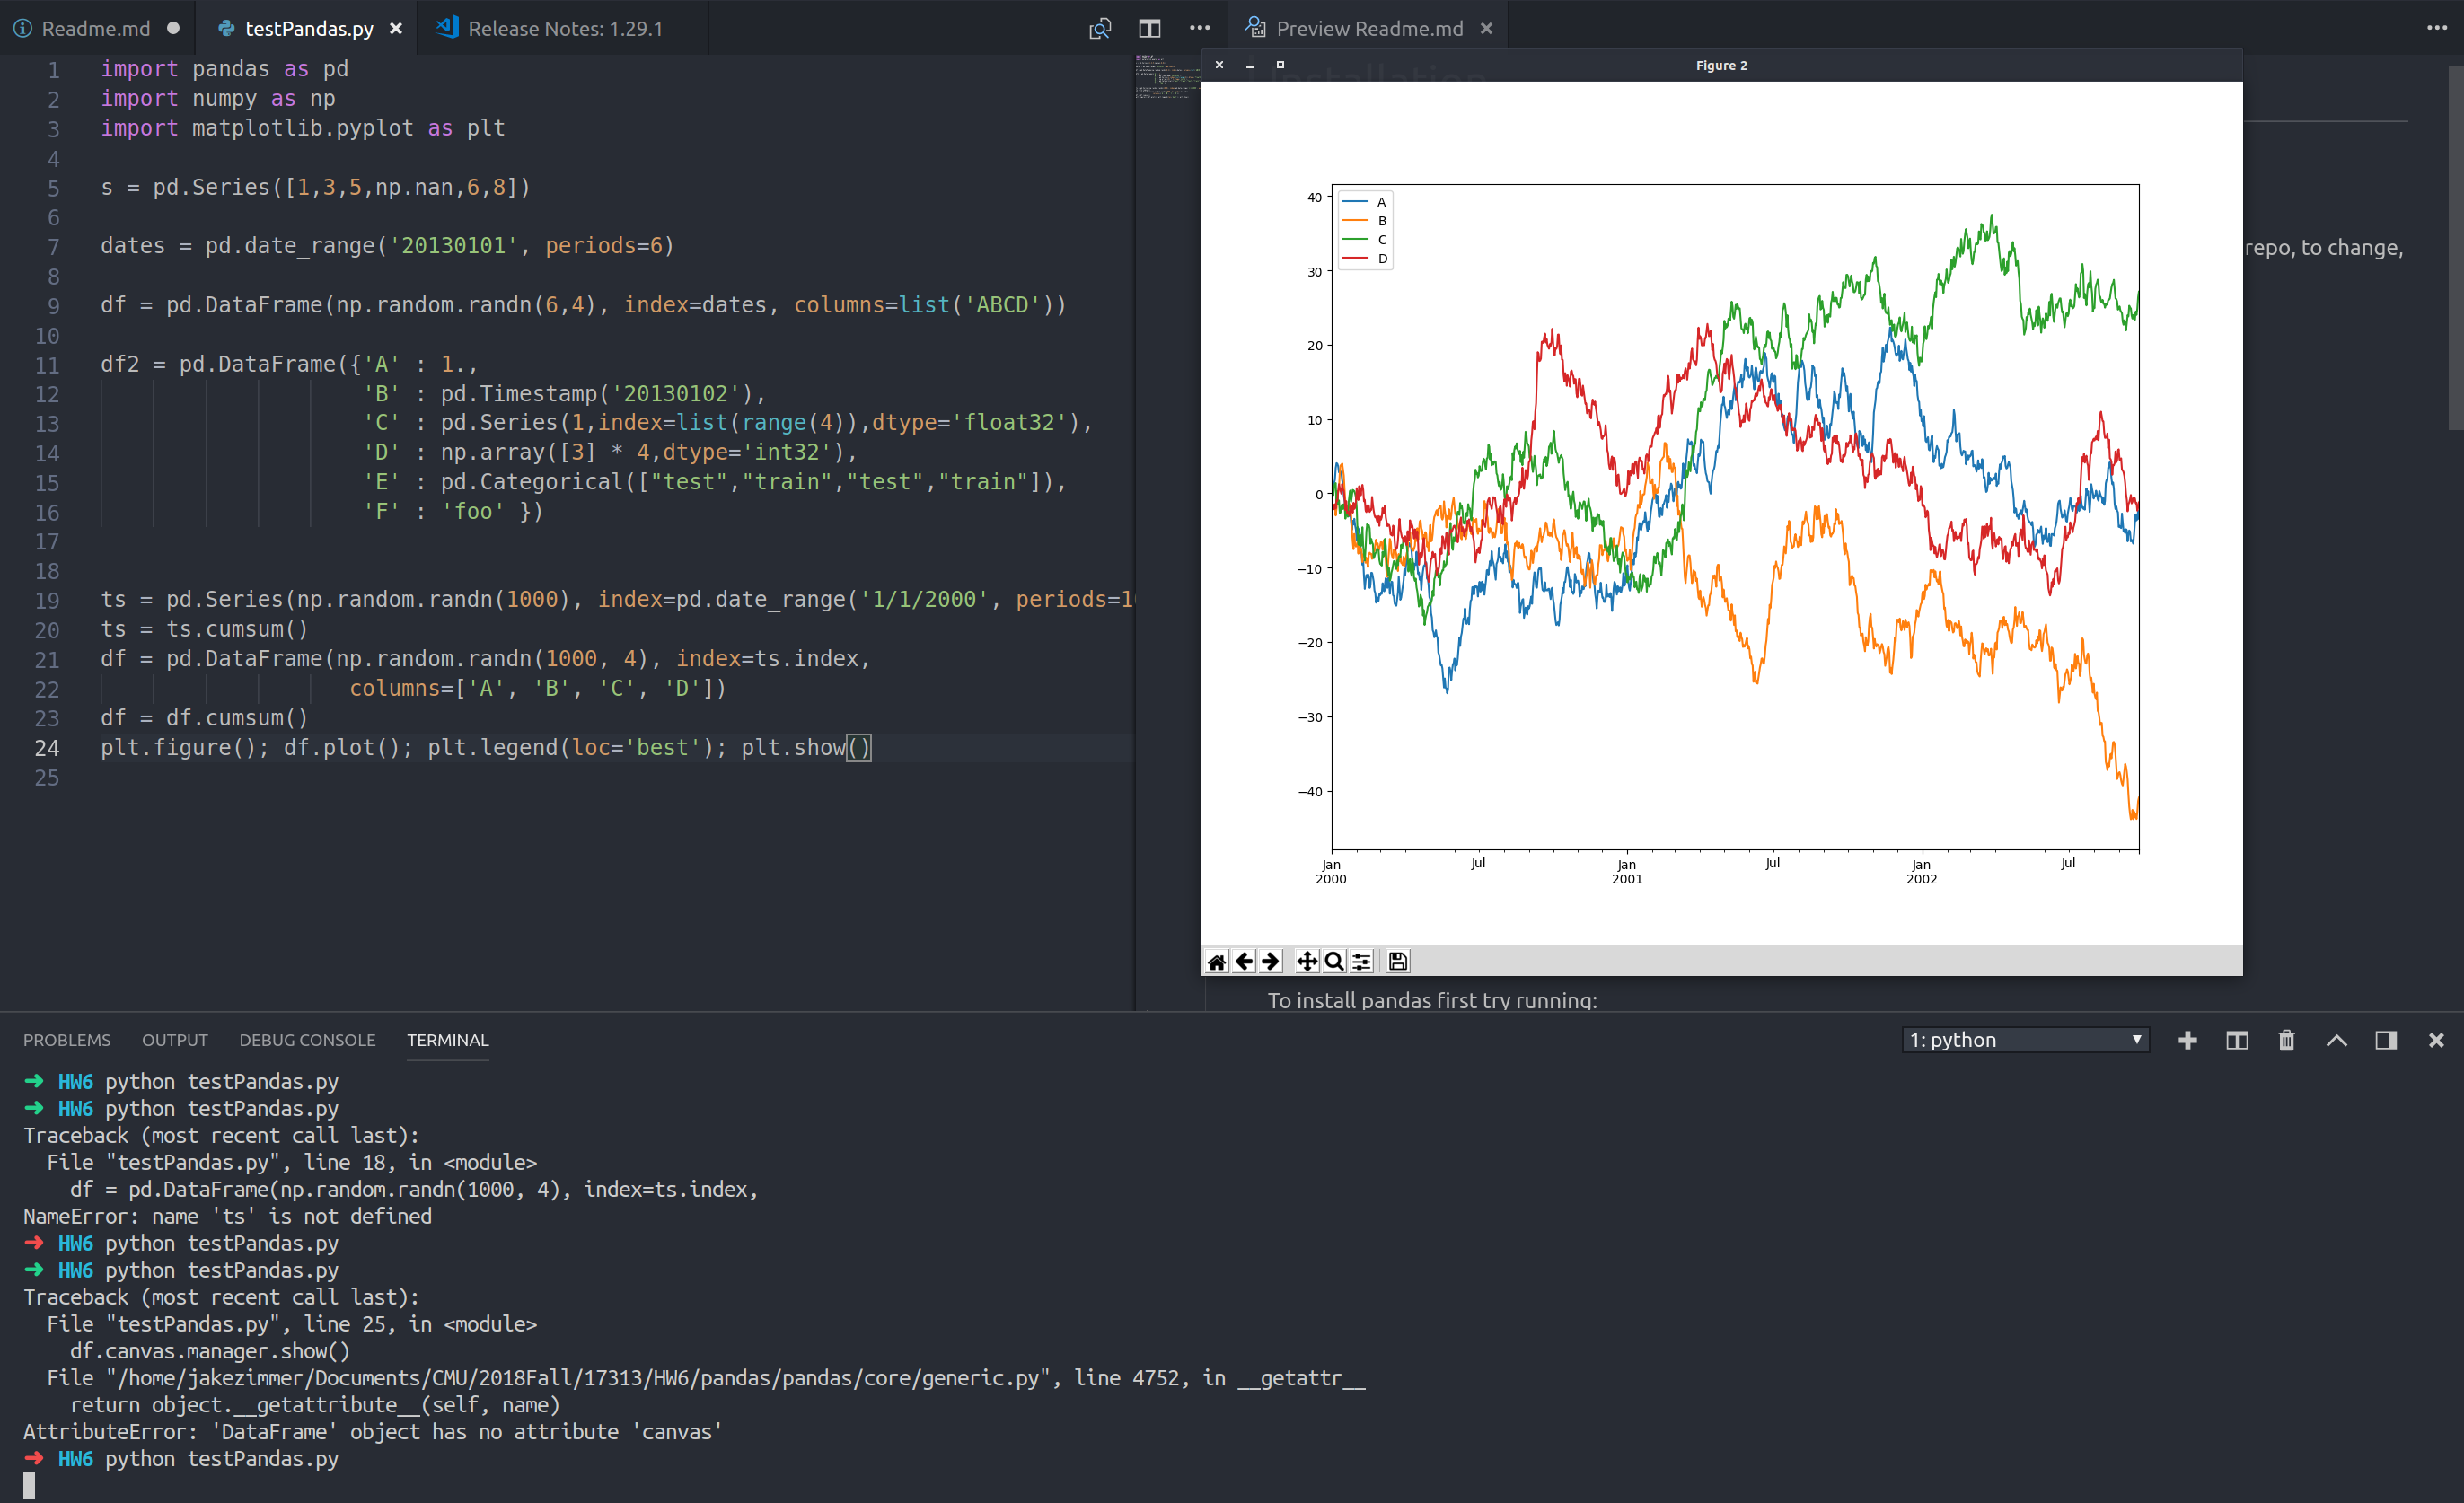 Readme.md
testPandas.py
Release Notes: 1.29.1
Preview Readme.md
1 import pandas as pd
2 import numpy as np
3 import matplotlib.pyplot as plt
4
5 s = pd.Series([1,3,5,np.nan,6,8])
6
7 dates = pd.date_range('20130101', periods=6)
8
9 df = pd.DataFrame(np.random.randn(6,4), index=dates, columns=list('ABCD'))
10
11 df2 = pd.DataFrame({'A' : 1.,
12 'B' : pd.Timestamp('20130102'),
13 'C' : pd.Series(1,index=list(range(4)),dtype='float32'),
14 'D' : np.array([3] * 4,dtype='int32'),
15 'E' : pd.Categorical(["test","train","test","train"]),
16 'F' : 'foo' })
17
18
19 ts = pd.Series(np.random.randn(1000), index=pd.date_range('1/1/2000', periods=1
20 ts = ts.cumsum()
21 df = pd.DataFrame(np.random.randn(1000, 4), index=ts.index,
22 columns=['A', 'B', 'C', 'D'])
23 df = df.cumsum()
24 plt.figure(); df.plot(); plt.legend(loc='best'); plt.show()
25
Installation
Figure 2
A
B
C
D
40
30
20
10
0
−10
−20
−30
−40
Jan Jul Jan Jul Jan Jul
2000 2001 2002
repo, to change,
To install pandas first try running:
PROBLEMS OUTPUT DEBUG CONSOLE TERMINAL
1: python
➜ HW6 python testPandas.py
➜ HW6 python testPandas.py
Traceback (most recent call last):
File "testPandas.py", line 18, in <module>
df = pd.DataFrame(np.random.randn(1000, 4), index=ts.index,
NameError: name 'ts' is not defined
➜ HW6 python testPandas.py
➜ HW6 python testPandas.py
Traceback (most recent call last):
File "testPandas.py", line 25, in <module>
df.canvas.manager.show()
File "/home/jakezimmer/Documents/CMU/2018Fall/17313/HW6/pandas/pandas/core/generic.py", line 4752, in __getattr__
return object.__getattribute__(self, name)
AttributeError: 'DataFrame' object has no attribute 'canvas'
➜ HW6 python testPandas.py